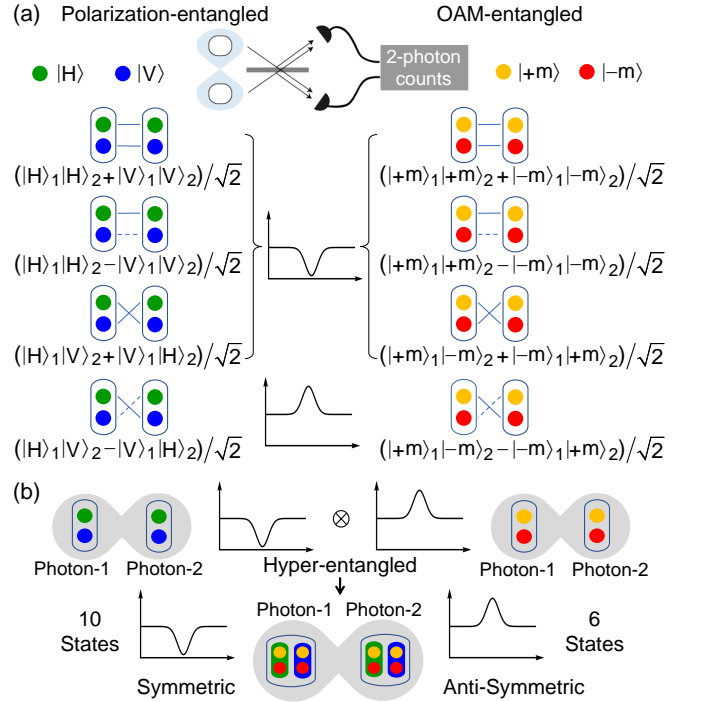 (a) Polarization-entangled OAM-entangled
|H⟩ |V⟩ 2-photon counts |+m⟩ |−m⟩
(|H⟩₁|H⟩₂+|V⟩₁|V⟩₂)/√2 (|+m⟩₁|+m⟩₂+|−m⟩₁|−m⟩₂)/√2
(|H⟩₁|H⟩₂−|V⟩₁|V⟩₂)/√2 (|+m⟩₁|+m⟩₂−|−m⟩₁|−m⟩₂)/√2
(|H⟩₁|V⟩₂+|V⟩₁|H⟩₂)/√2 (|+m⟩₁|−m⟩₂+|−m⟩₁|+m⟩₂)/√2
(|H⟩₁|V⟩₂−|V⟩₁|H⟩₂)/√2 (|+m⟩₁|−m⟩₂−|−m⟩₁|+m⟩₂)/√2
(b)
⊗
Photon-1 Photon-2 Hyper-entangled Photon-1 Photon-2
Photon-1 Photon-2
10 States 6 States
Symmetric Anti-Symmetric